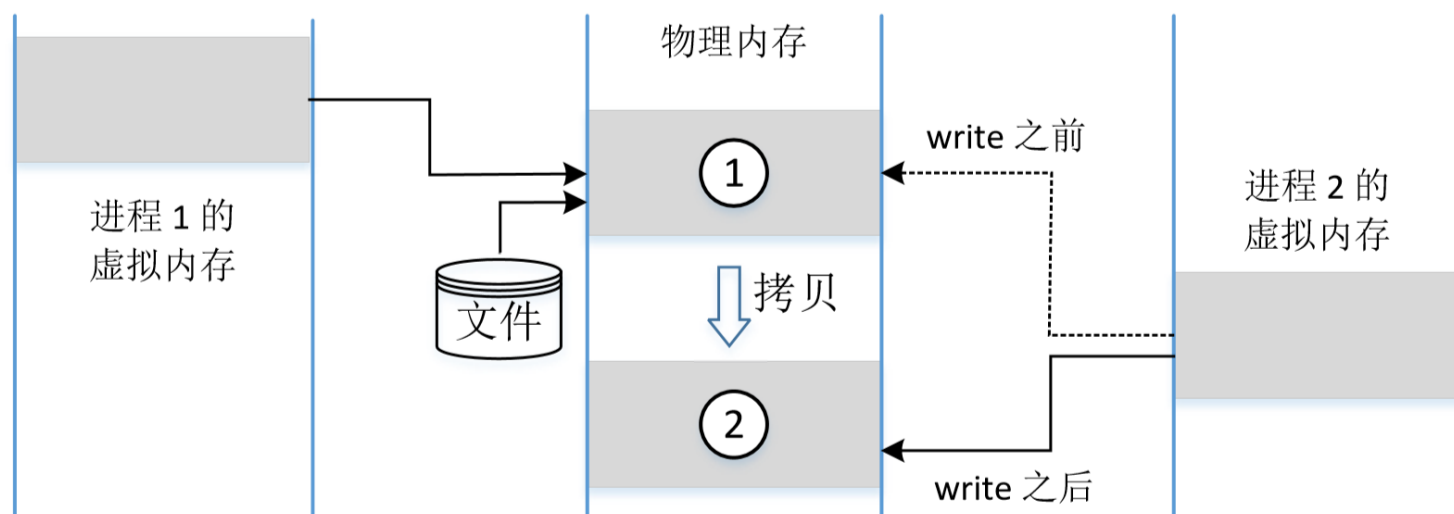 物理内存
①
write 之前
进程 1 的
虚拟内存
进程 2 的
虚拟内存
文件
拷贝
②
write 之后